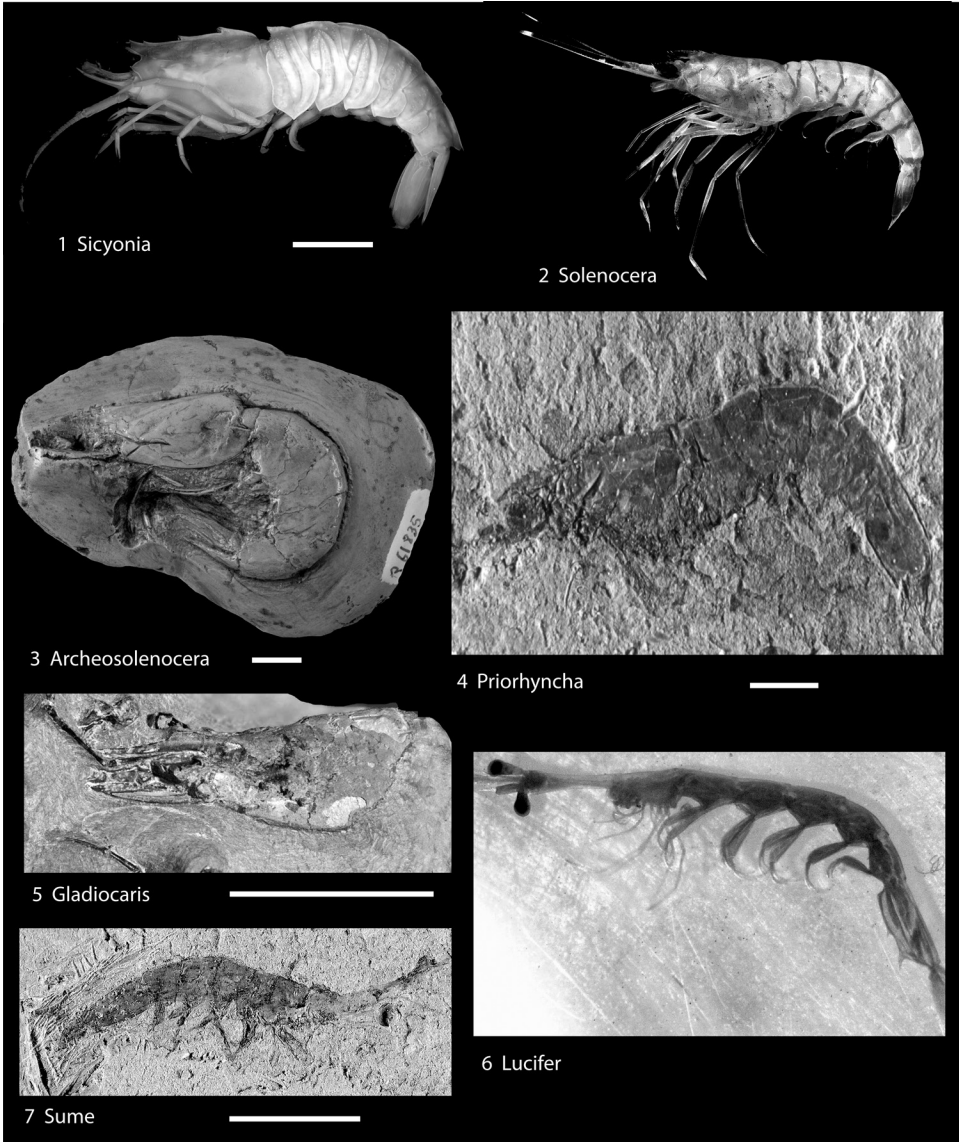 1 Sicyonia
2 Solenocera
3 Archeosolenocera
4 Priorhyncha
5 Gladiocaris
6 Lucifer
7 Sume